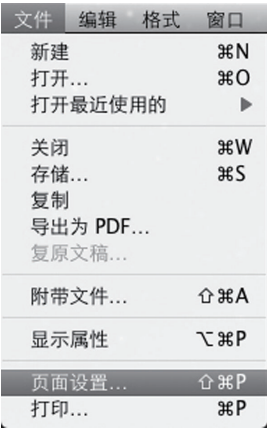 文件 编辑 格式 窗口
新建 ⌘N
打开... ⌘O
打开最近使用的 ▶
关闭 ⌘W
存储... ⌘S
复制
导出为 PDF...
复原文稿...
附带文件... ⇧⌘A
显示属性 ⌥⌘P
页面设置... ⇧⌘P
打印... ⌘P